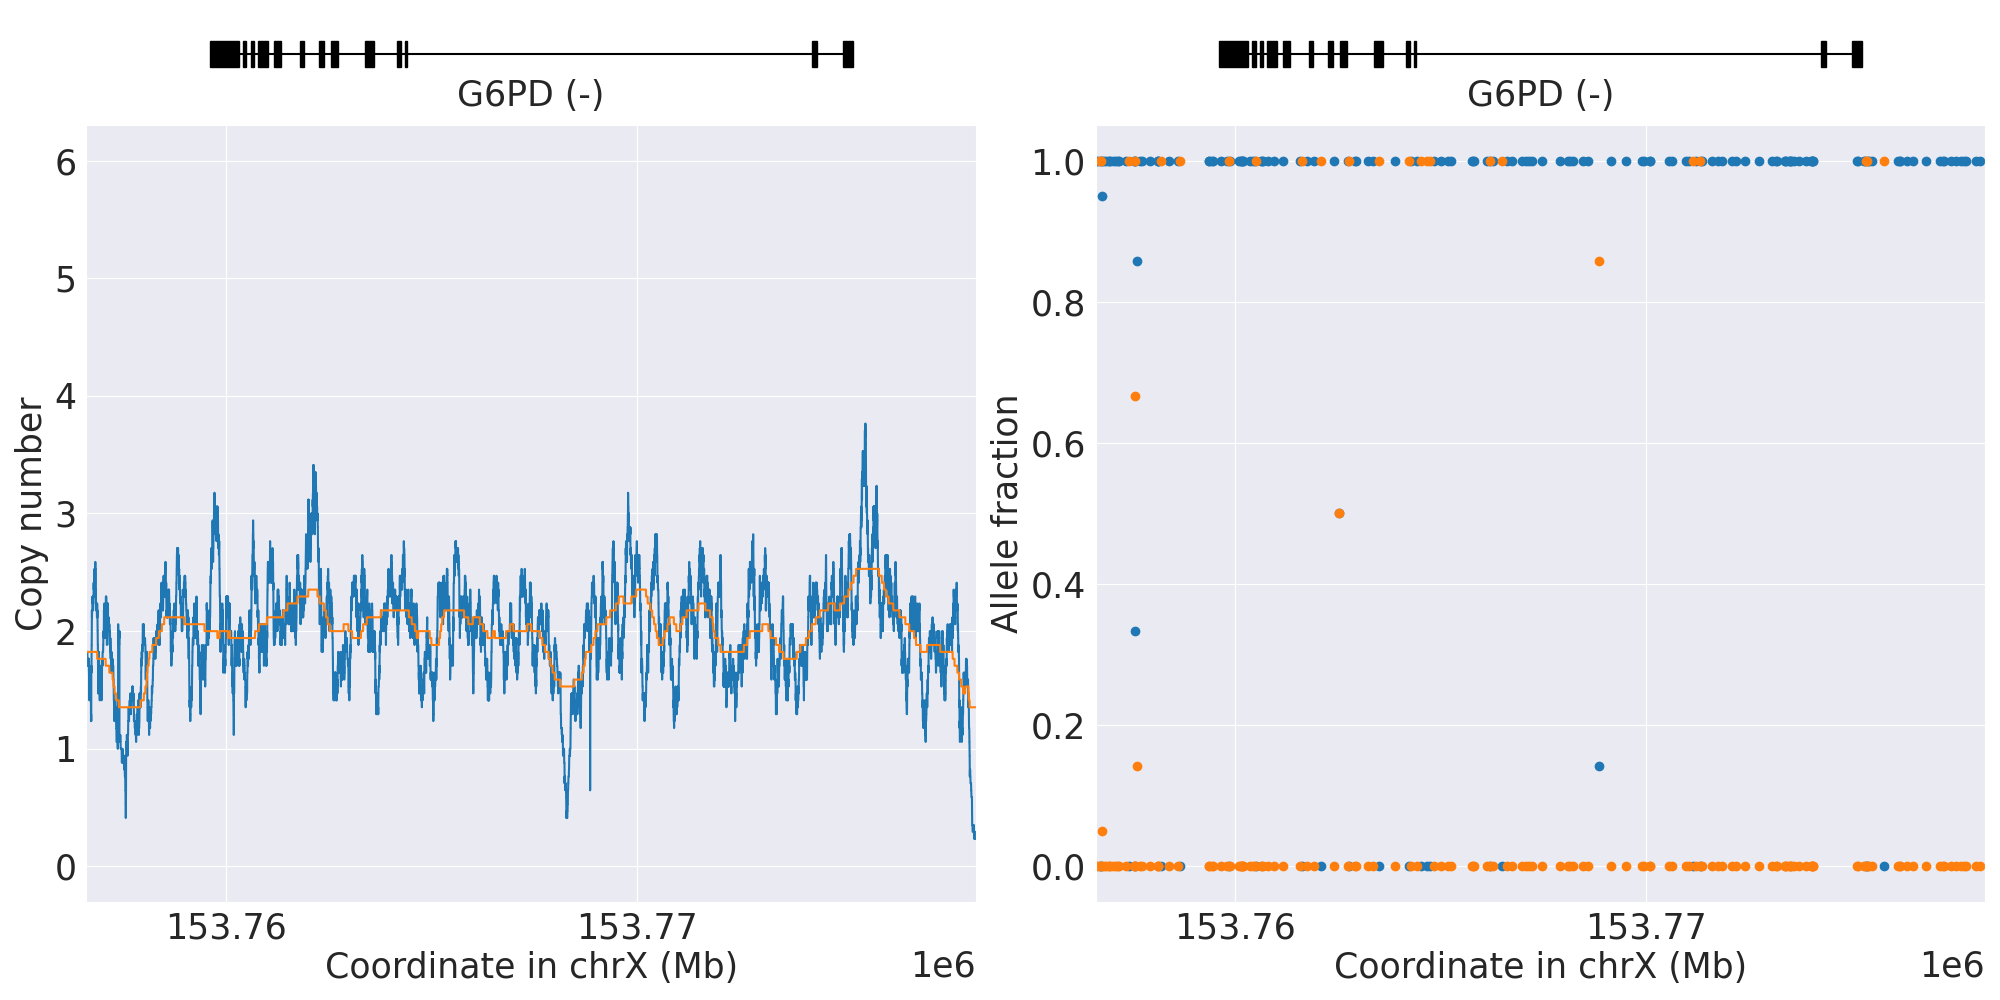 G6PD (-)
G6PD (-)
6
5
4
3
2
1
0
Copy number
153.76
153.77
Coordinate in chrX (Mb)
1e6
1.0
0.8
0.6
0.4
0.2
0.0
Allele fraction
153.76
153.77
Coordinate in chrX (Mb)
1e6